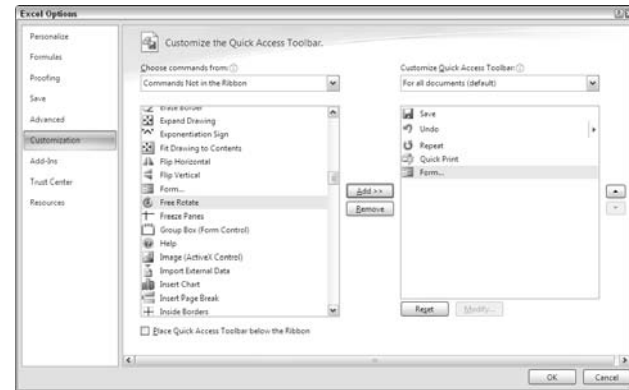 Excel Options
Personalize
Formulas
Proofing
Save
Advanced
Customization
Add-Ins
Trust Center
Resources
Customize the Quick Access Toolbar.
Choose commands from:
Commands Not in the Ribbon
Erase Border
Expand Drawing
Exponentiation Sign
Fit Drawing to Contents
Flip Horizontal
Flip Vertical
Form...
Free Rotate
Freeze Panes
Group Box (Form Control)
Help
Image (ActiveX Control)
Import External Data
Insert Chart
Insert Page Break
Inside Borders
Place Quick Access Toolbar below the Ribbon
Add >>
Remove
Customize Quick Access Toolbar:
For all documents (default)
Save
Undo
Repeat
Quick Print
Form...
Reset
Modify...
OK
Cancel